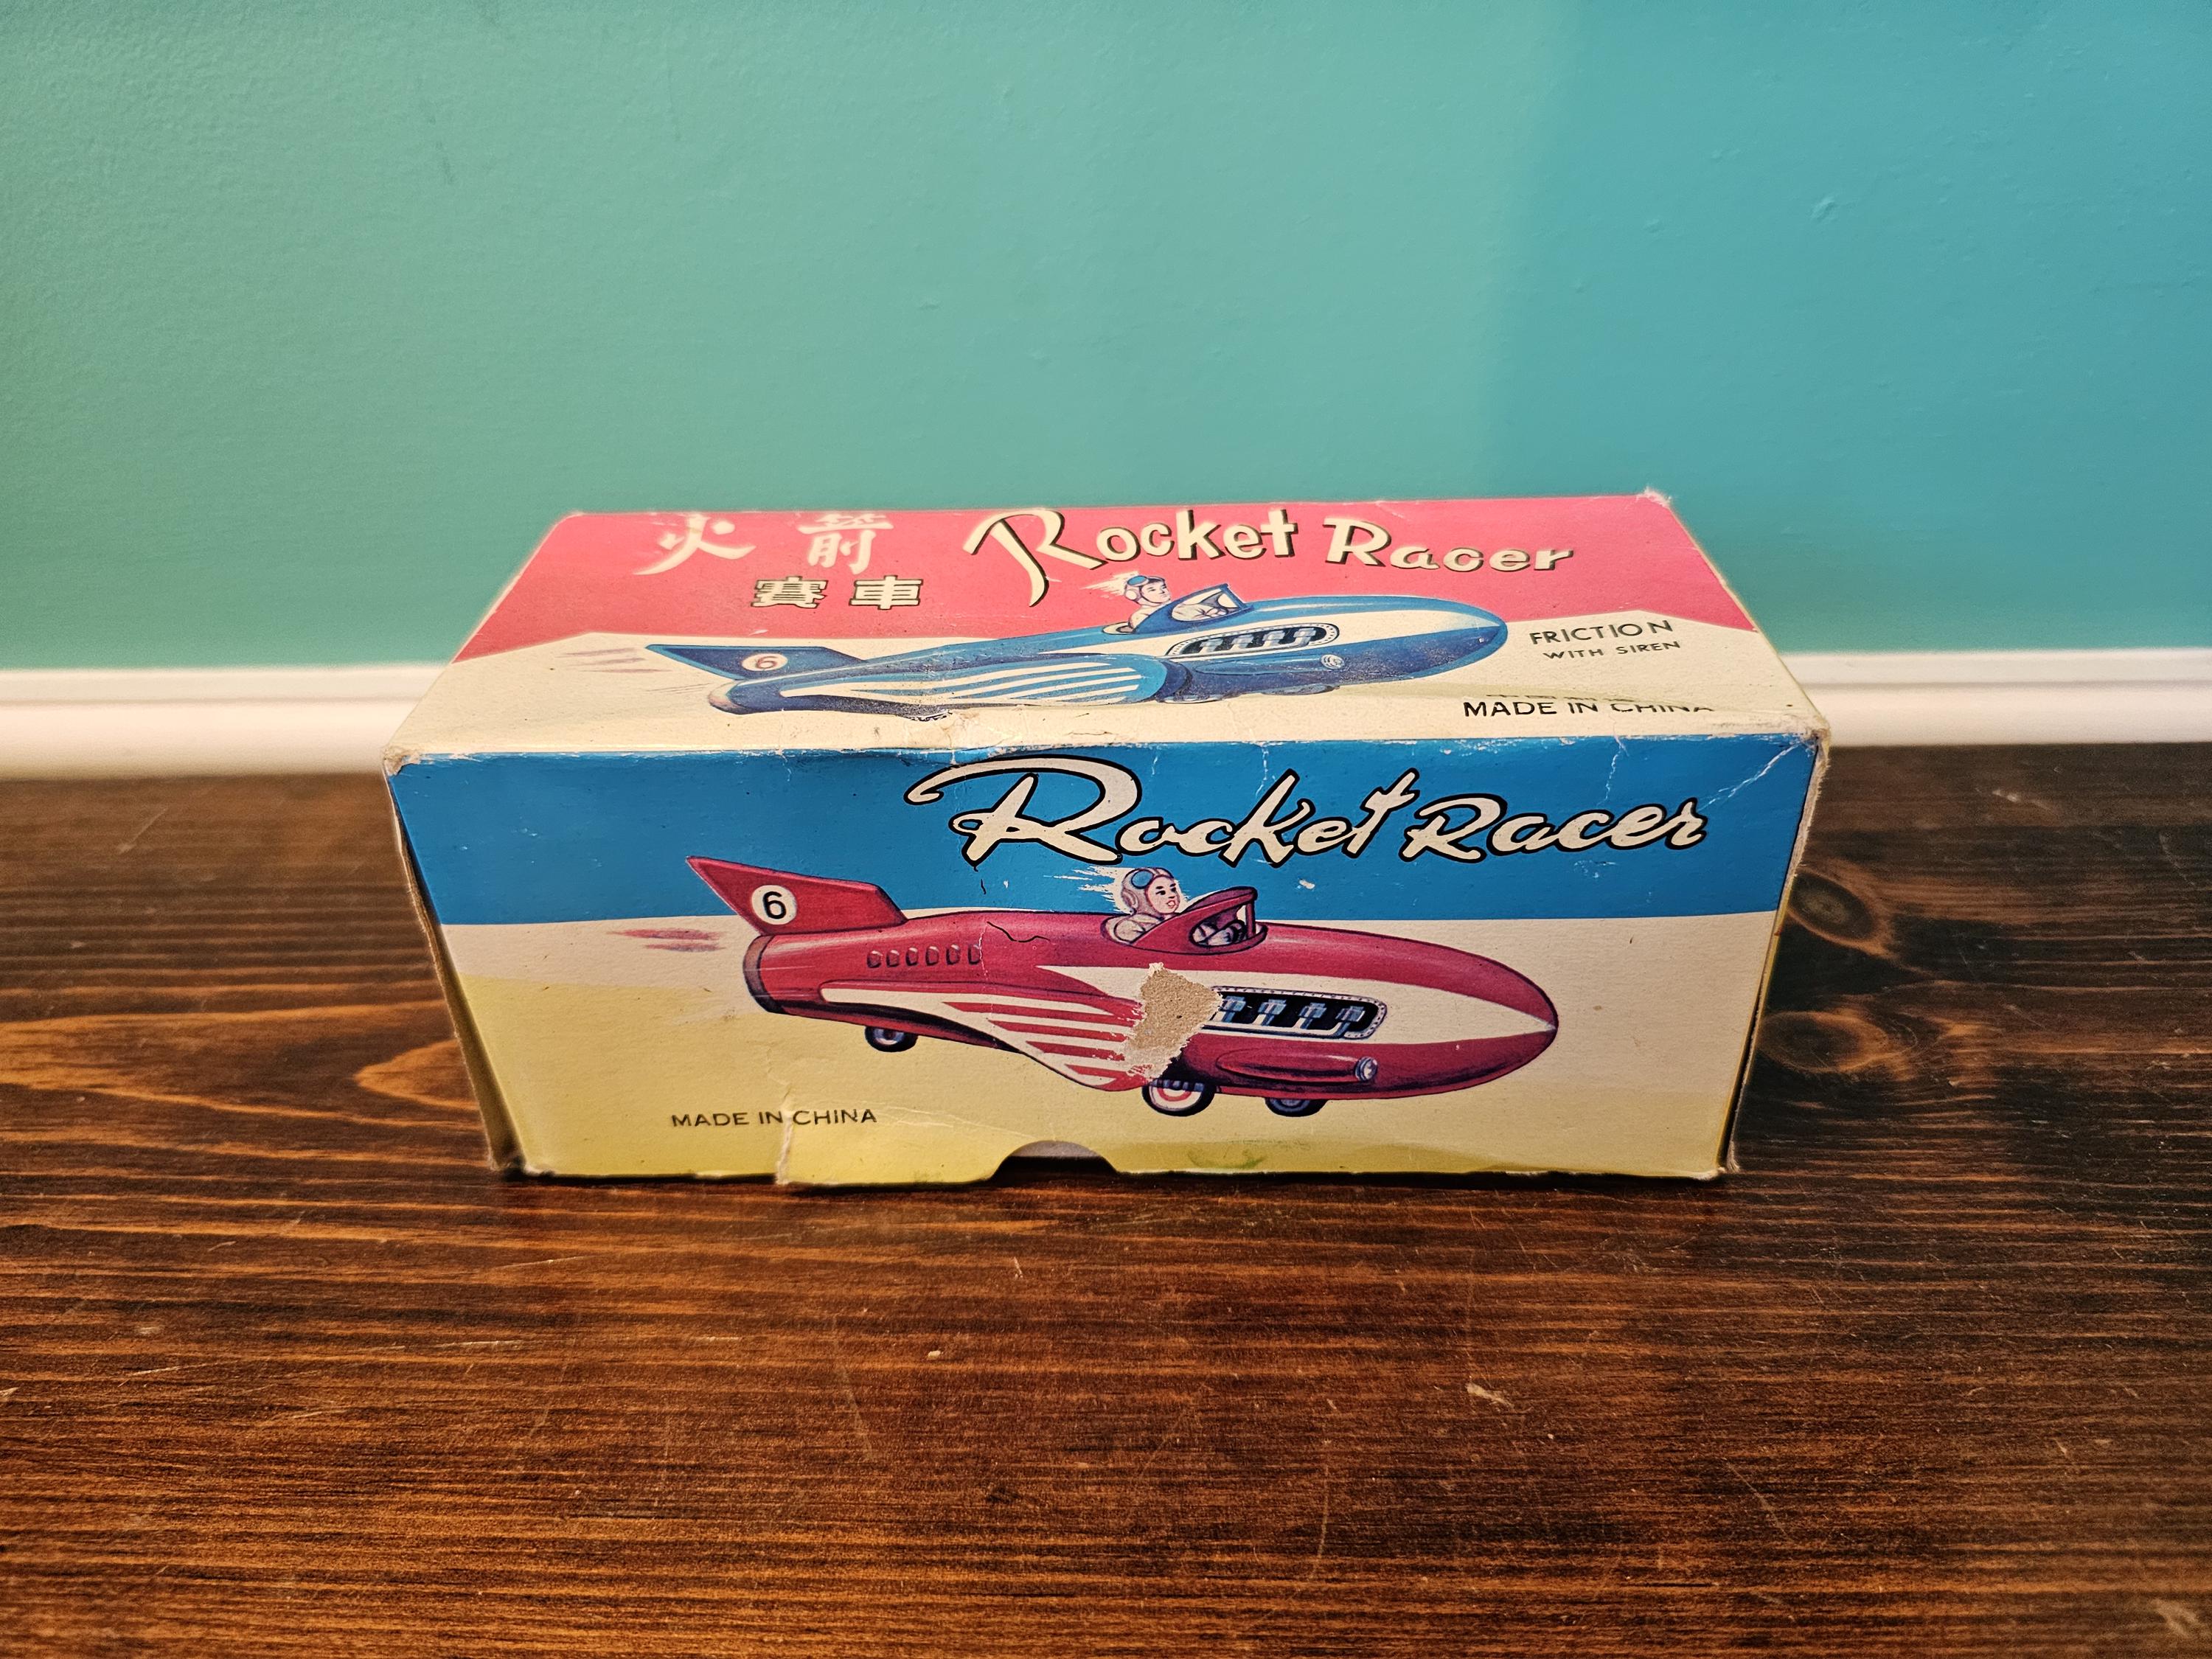 火箭
賽車
Rocket Racer
6
FRICTION
WITH SIREN
MADE IN CHINA
Rocket Racer
6
MADE IN CHINA